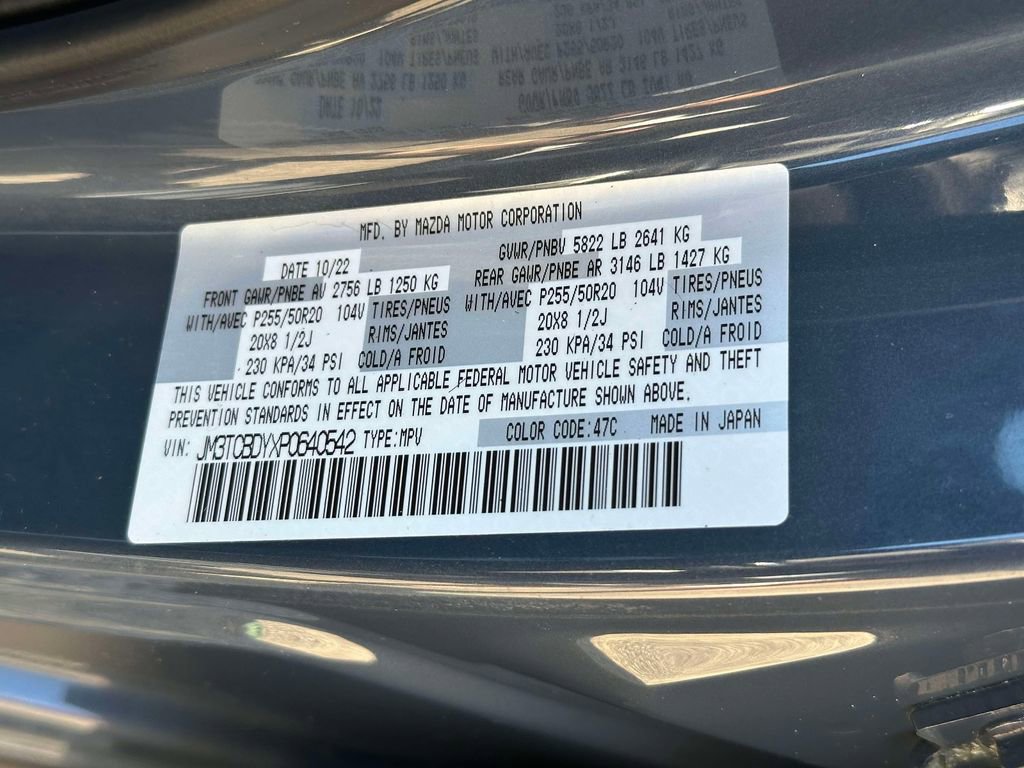 MFD. BY MAZDA MOTOR CORPORATION
DATE 10/22 GVWR/PNBV 5822 LB 2641 KG
FRONT GAWR/PNBE AV 2756 LB 1250 KG REAR GAWR/PNBE AR 3146 LB 1427 KG
WITH/AVEC P255/50R20 104V TIRES/PNEUS WITH/AVEC P255/50R20 104V TIRES/PNEUS
20X8 1/2J RIMS/JANTES 20X8 1/2J RIMS/JANTES
230 KPA/34 PSI COLD/A FROID 230 KPA/34 PSI COLD/A FROID
THIS VEHICLE CONFORMS TO ALL APPLICABLE FEDERAL MOTOR VEHICLE SAFETY AND THEFT
PREVENTION STANDARDS IN EFFECT ON THE DATE OF MANUFACTURE SHOWN ABOVE.
VIN: JM3TCBDYXP0640542 TYPE:MPV COLOR CODE:47C MADE IN JAPAN